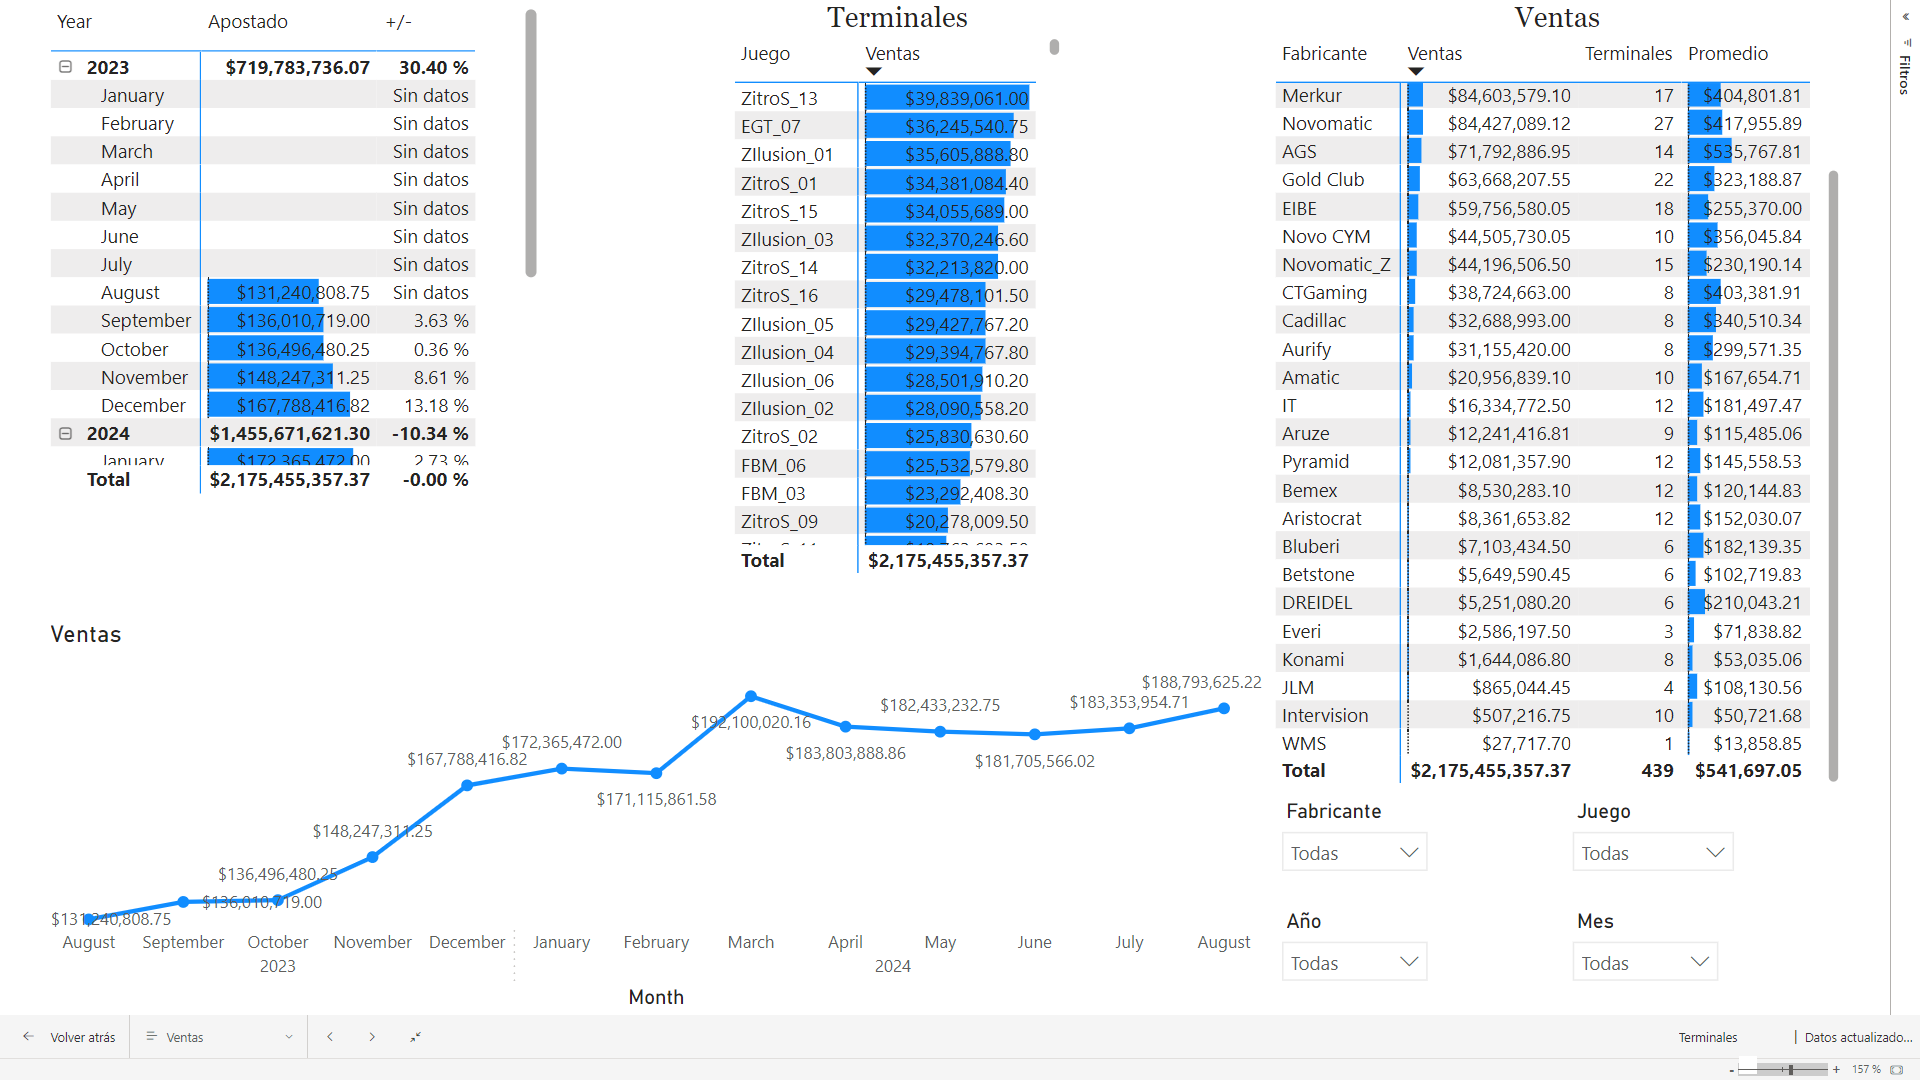 Year Apostado +/-
2023 $719,783,736.07 30.40 %
January Sin datos
February Sin datos
March Sin datos
April Sin datos
May Sin datos
June Sin datos
July Sin datos
August $131,240,808.75 Sin datos
September $136,010,719.00 3.63 %
October $136,496,480.25 0.36 %
November $148,247,311.25 8.61 %
December $167,788,416.82 13.18 %
2024 $1,455,671,621.30 -10.34 %
January $172,365,472.00 2.73 %
Total $2,175,455,357.37 -0.00 %
Terminales
Juego Ventas
ZitroS_13 $39,839,061.00
EGT_07 $36,245,540.75
ZIlusion_01 $35,605,888.80
ZitroS_01 $34,381,084.40
ZitroS_15 $34,055,689.00
ZIlusion_03 $32,370,246.60
ZitroS_14 $32,213,820.00
ZitroS_16 $29,478,101.50
ZIlusion_05 $29,427,767.20
ZIlusion_04 $29,394,767.80
ZIlusion_06 $28,501,910.20
ZIlusion_02 $28,090,558.20
ZitroS_02 $25,830,630.60
FBM_06 $25,532,579.80
FBM_03 $23,292,408.30
ZitroS_09 $20,278,009.50
Total $2,175,455,357.37
Ventas
Fabricante Ventas Terminales Promedio
Merkur $84,603,579.10 17 $404,801.81
Novomatic $84,427,089.12 27 $417,955.89
AGS $71,792,886.95 14 $535,767.81
Gold Club $63,668,207.55 22 $323,188.87
EIBE $59,756,580.05 18 $255,370.00
Novo CYM $44,505,730.05 10 $356,045.84
Novomatic_Z $44,196,506.50 15 $230,190.14
CTGaming $38,724,663.00 8 $403,381.91
Cadillac $32,688,993.00 8 $340,510.34
Aurify $31,155,420.00 8 $299,571.35
Amatic $20,956,839.10 10 $167,654.71
IT $16,334,772.50 12 $181,497.47
Aruze $12,241,416.81 9 $115,485.06
Pyramid $12,081,357.90 12 $145,558.53
Bemex $8,530,283.10 12 $120,144.83
Aristocrat $8,361,653.82 12 $152,030.07
Bluberi $7,103,434.50 6 $182,139.35
Betstone $5,649,590.45 6 $102,719.83
DREIDEL $5,251,080.20 6 $210,043.21
Everi $2,586,197.50 3 $71,838.82
Konami $1,644,086.80 8 $53,035.06
JLM $865,044.45 4 $108,130.56
Intervision $507,216.75 10 $50,721.68
WMS $27,717.70 1 $13,858.85
Total $2,175,455,357.37 439 $541,697.05
Filtros
Ventas
$131,240,808.75
$136,010,719.00
$136,496,480.25
$148,247,311.25
$167,788,416.82
$172,365,472.00
$171,115,861.58
$192,100,020.16
$183,803,888.86
$182,433,232.75
$181,705,566.02
$183,353,954.71
$188,793,625.22
August September October November December January February March April May June July August
2023 2024
Month
Fabricante Juego
Todas Todas
Año Mes
Todas Todas
Volver atrás Ventas Terminales | Datos actualizado...
- + 157 %